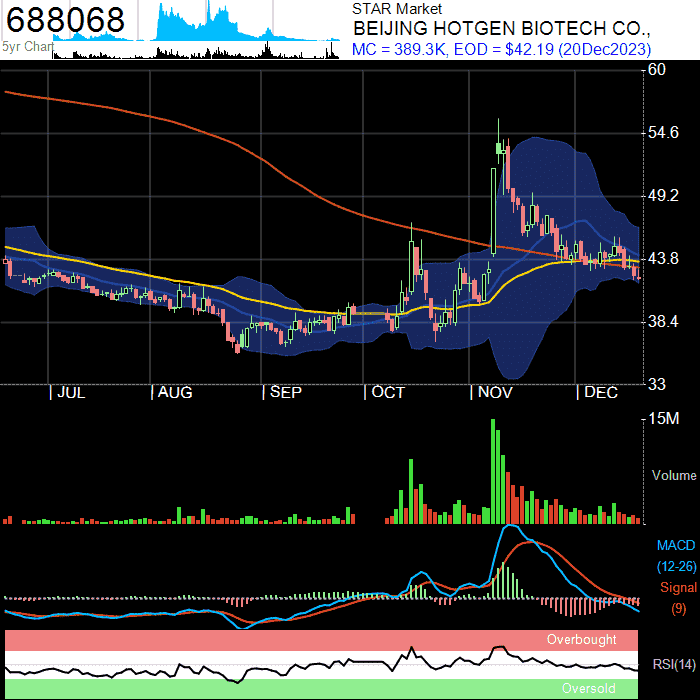 688068
5yr Chart
STAR Market
BEIJING HOTGEN BIOTECH CO.,
MC = 389.3K, EOD = $42.19 (20Dec2023)
60
54.6
49.2
43.8
38.4
33
JUL AUG SEP OCT NOV DEC
15M
Volume
MACD
(12-26)
Signal
(9)
Overbought
RSI(14)
Oversold